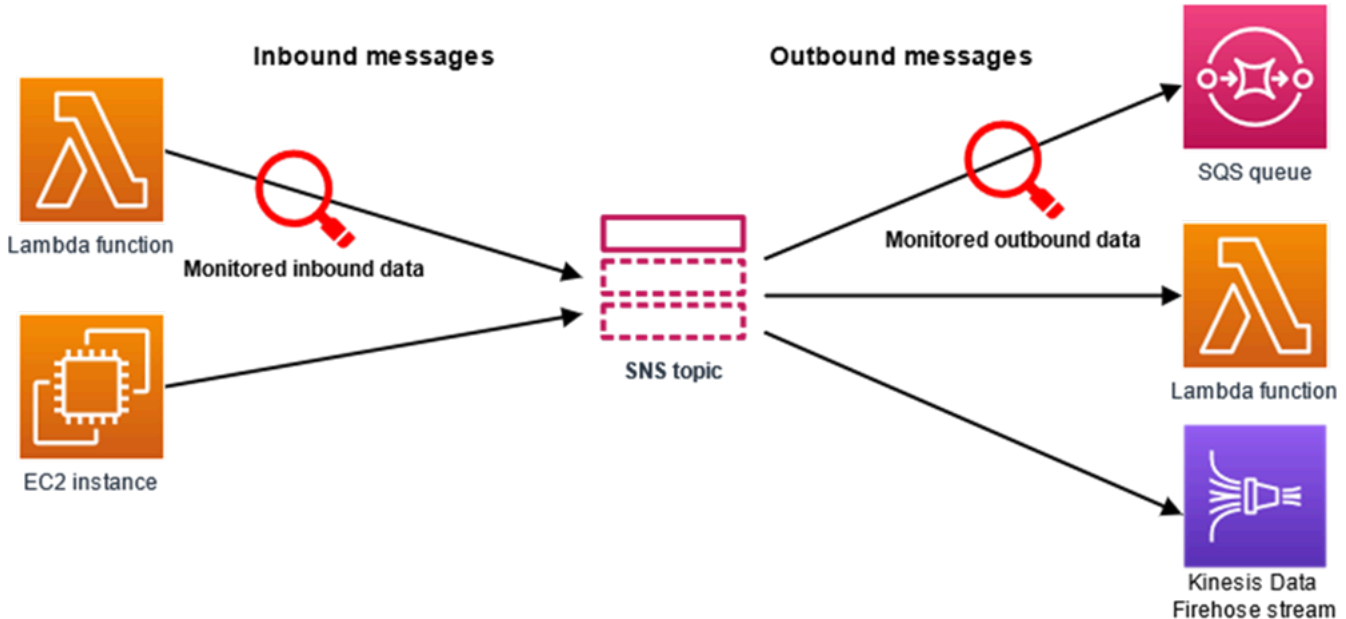 Inbound messages
Outbound messages
Lambda function
Monitored inbound data
EC2 instance
SNS topic
Monitored outbound data
SQS queue
Lambda function
Kinesis Data
Firehose stream